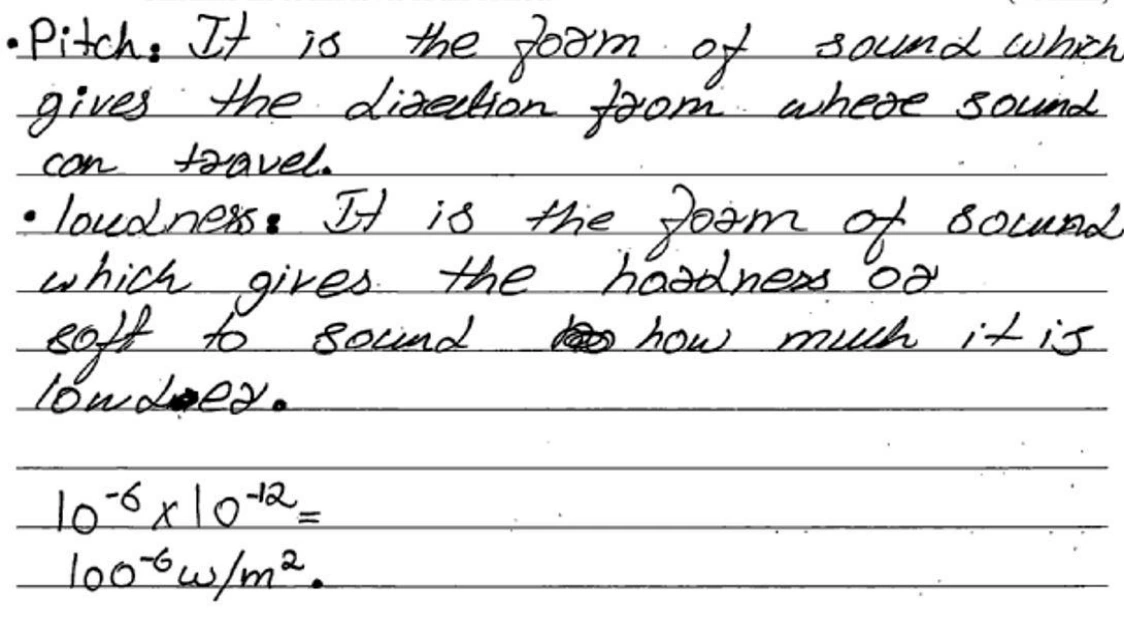 • Pitch: It is the form of sound which
gives the direction from where sound
can travel.
• loudness: It is the form of sound
which gives the hardness or
soft to sound how much it is
louder.
10⁻⁶ x 10⁻¹² =
100⁻⁶ w/m².